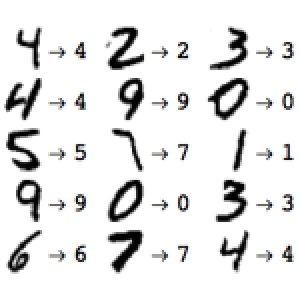 4 → 4 2 → 2 3 → 3
4 → 4 9 → 9 0 → 0
5 → 5 7 → 7 1 → 1
9 → 9 0 → 0 3 → 3
6 → 6 7 → 7 4 → 4